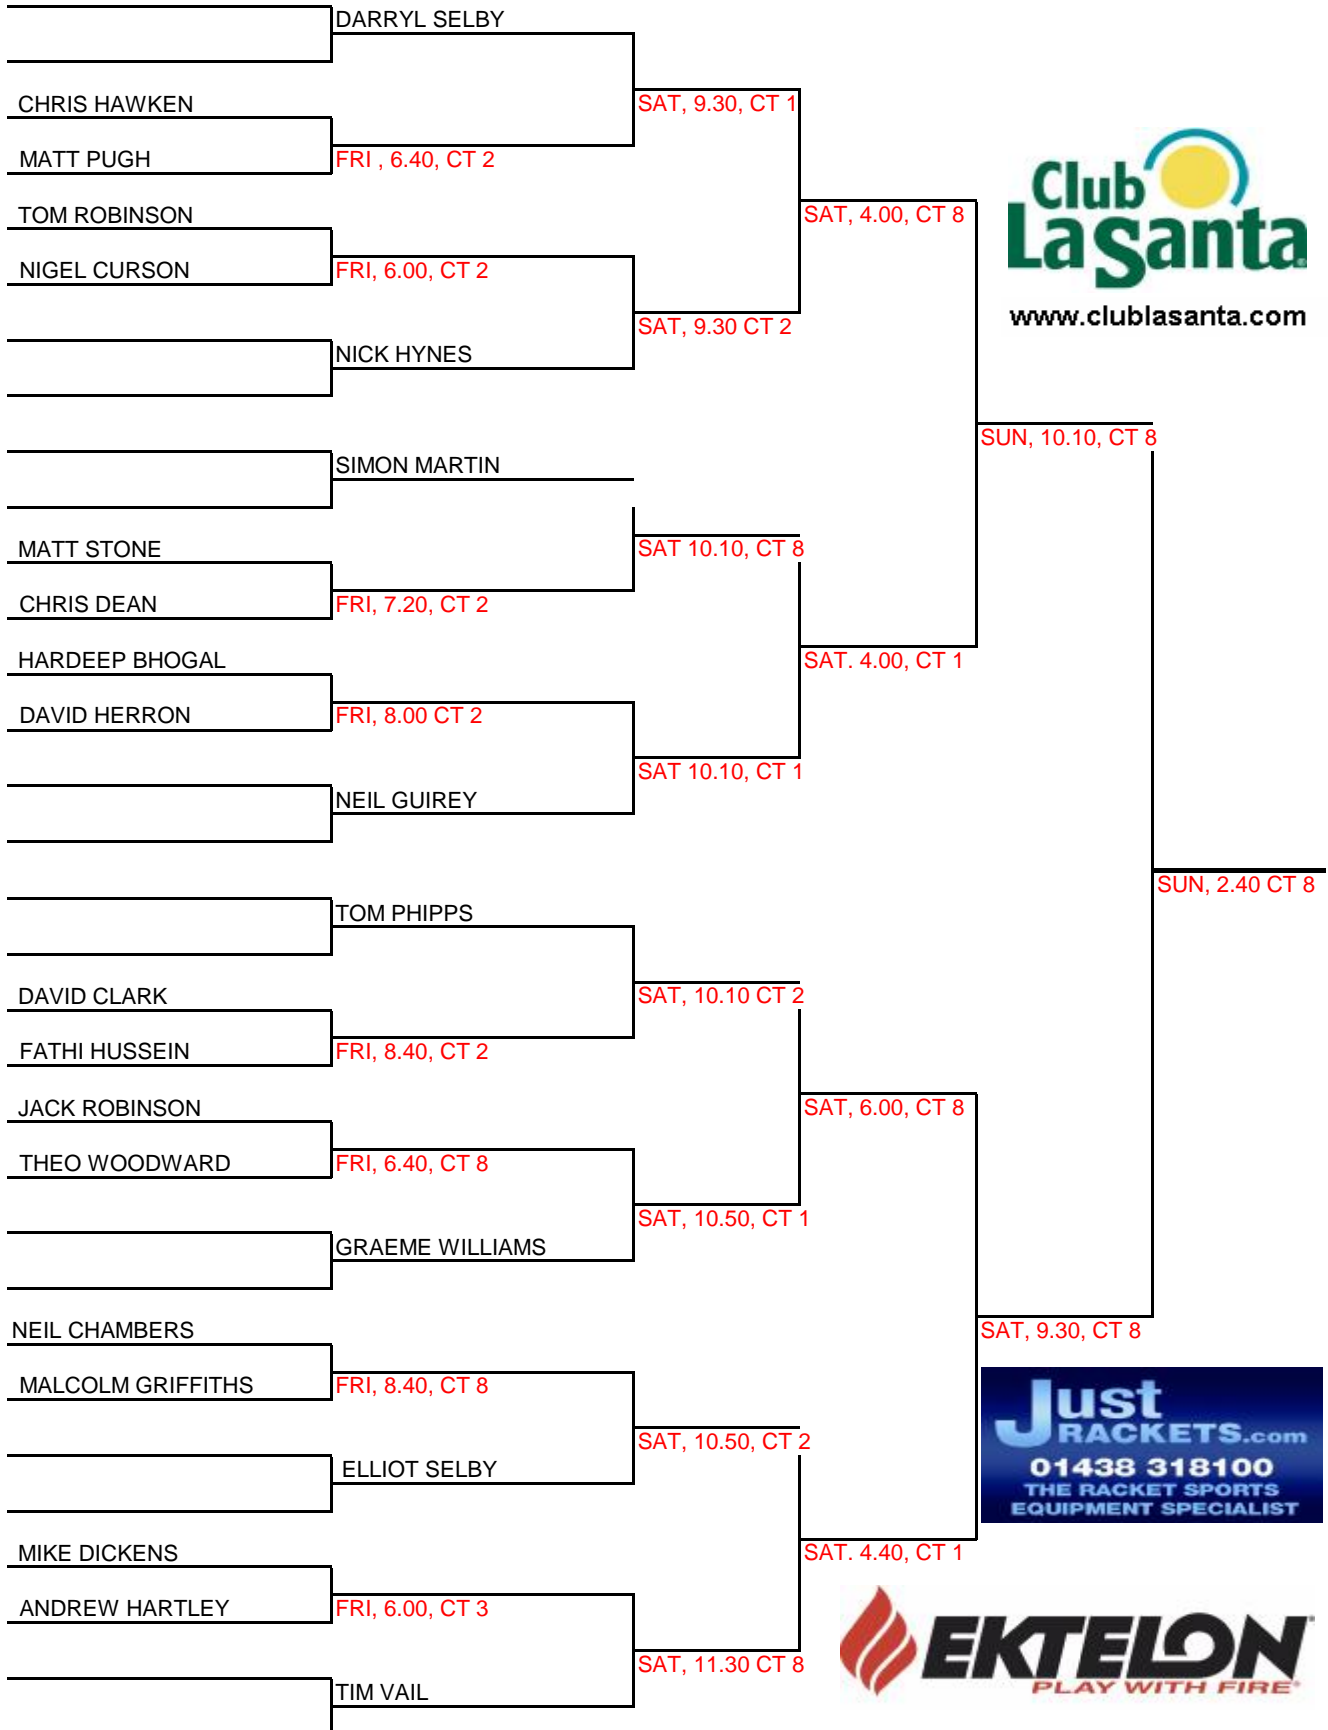 DARRYL SELBY
CHRIS HAWKEN
SAT, 9.30, CT 1
MATT PUGH
FRI , 6.40, CT 2
TOM ROBINSON
SAT, 4.00, CT 8
NIGEL CURSON
FRI, 6.00, CT 2
SAT, 9.30 CT 2
NICK HYNES
Club
LaSanta
www.clublasanta.com
SUN, 10.10, CT 8
SIMON MARTIN
MATT STONE
SAT 10.10, CT 8
CHRIS DEAN
FRI, 7.20, CT 2
HARDEEP BHOGAL
SAT. 4.00, CT 1
DAVID HERRON
FRI, 8.00 CT 2
SAT 10.10, CT 1
NEIL GUIREY
SUN, 2.40 CT 8
TOM PHIPPS
DAVID CLARK
SAT, 10.10 CT 2
FATHI HUSSEIN
FRI, 8.40, CT 2
JACK ROBINSON
SAT, 6.00, CT 8
THEO WOODWARD
FRI, 6.40, CT 8
SAT, 10.50, CT 1
GRAEME WILLIAMS
NEIL CHAMBERS
SAT, 9.30, CT 8
MALCOLM GRIFFITHS
FRI, 8.40, CT 8
SAT, 10.50, CT 2
ELLIOT SELBY
Just
RACKETS.com
01438 318100
THE RACKET SPORTS
EQUIPMENT SPECIALIST
MIKE DICKENS
SAT. 4.40, CT 1
ANDREW HARTLEY
FRI, 6.00, CT 3
SAT, 11.30 CT 8
TIM VAIL
EKTELON
PLAY WITH FIRE